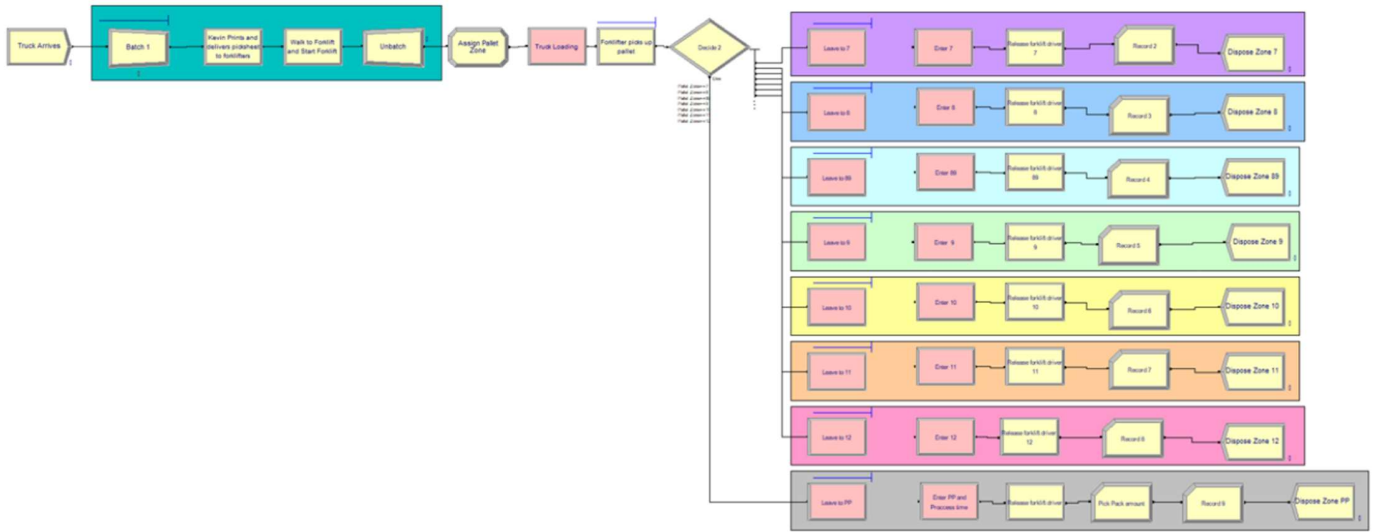 Truck Arrives
Batch 1
Kevin Prints and
delivers picksheet
to forklifters
Walk to Forklift
and Start Forklift
Unbatch
Assign Pallet
Zone
Truck Loading
Forklifter picks up
Decide 2
Else
Leave to 7
Enter 7
Release forklift driver
7
Record 2
Dispose Zone 7
Leave to 8
Enter 8
Release forklift driver
8
Record 3
Dispose Zone 8
Leave to 89
Enter 89
Release forklift driver
89
Record 4
Dispose Zone 89
Leave to 9
Enter 9
Release forklift driver
9
Record 5
Dispose Zone 9
Leave to 10
Enter 10
Release forklift driver
10
Record 6
Dispose Zone 10
Leave to 11
Enter 11
Release forklift driver
11
Record 7
Dispose Zone 11
Leave to 12
Enter 12
Release forklift driver
12
Record 8
Dispose Zone 12
Leave to PP
Enter PP and
time
Release forklift driver
Pick Pack amount
Record 9
Dispose Zone PP